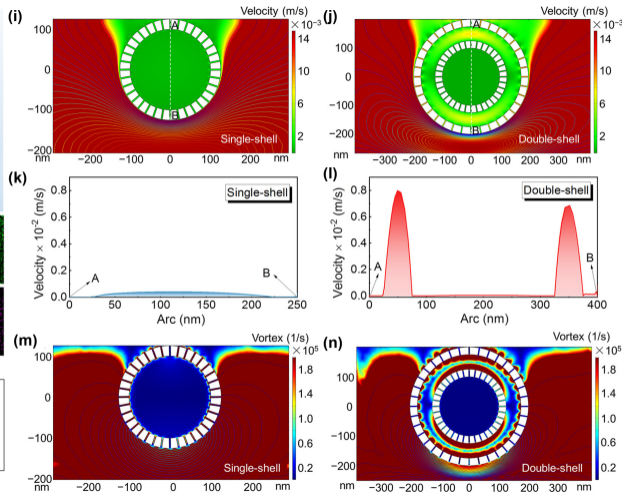 (i) Velocity (m/s)
×10⁻³
100
0
−100
−200
nm
−200 −100 0 100 200 nm
14
10
6
2
A
B
Single-shell
(j) Velocity (m/s)
×10⁻³
200
100
0
−100
−200
nm
−300 −200 −100 0 100 200 300 nm
14
10
6
2
A
B
Double-shell
(k)
Velocity × 10⁻² (m/s)
0.8
0.6
0.4
0.2
0.0
Single-shell
A
B
0 50 100 150 200 250
Arc (nm)
(l)
Velocity × 10⁻² (m/s)
0.8
0.6
0.4
0.2
0.0
Double-shell
A
B
0 100 200 300 400
Arc (nm)
(m) Vortex (1/s)
×10⁵
100
0
−100
−200
−200 −100 0 100 200 nm
1.8
1.4
1.0
0.6
0.2
Single-shell
(n) Vortex (1/s)
×10⁵
200
100
0
−100
−200
−300 −200 −100 0 100 200 300 nm
1.8
1.4
1.0
0.6
0.2
Double-shell